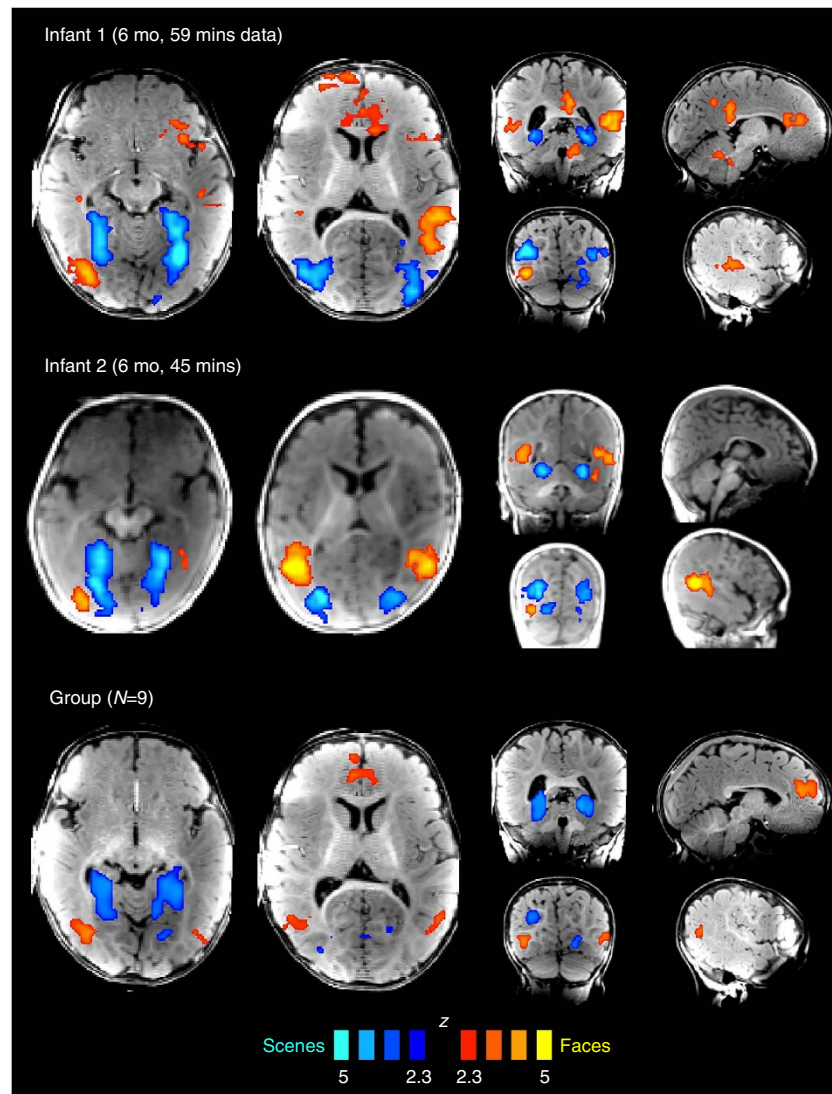 Infant 1 (6 mo, 59 mins data)
Infant 2 (6 mo, 45 mins)
Group (N=9)
z
Scenes Faces
5 2.3 2.3 5